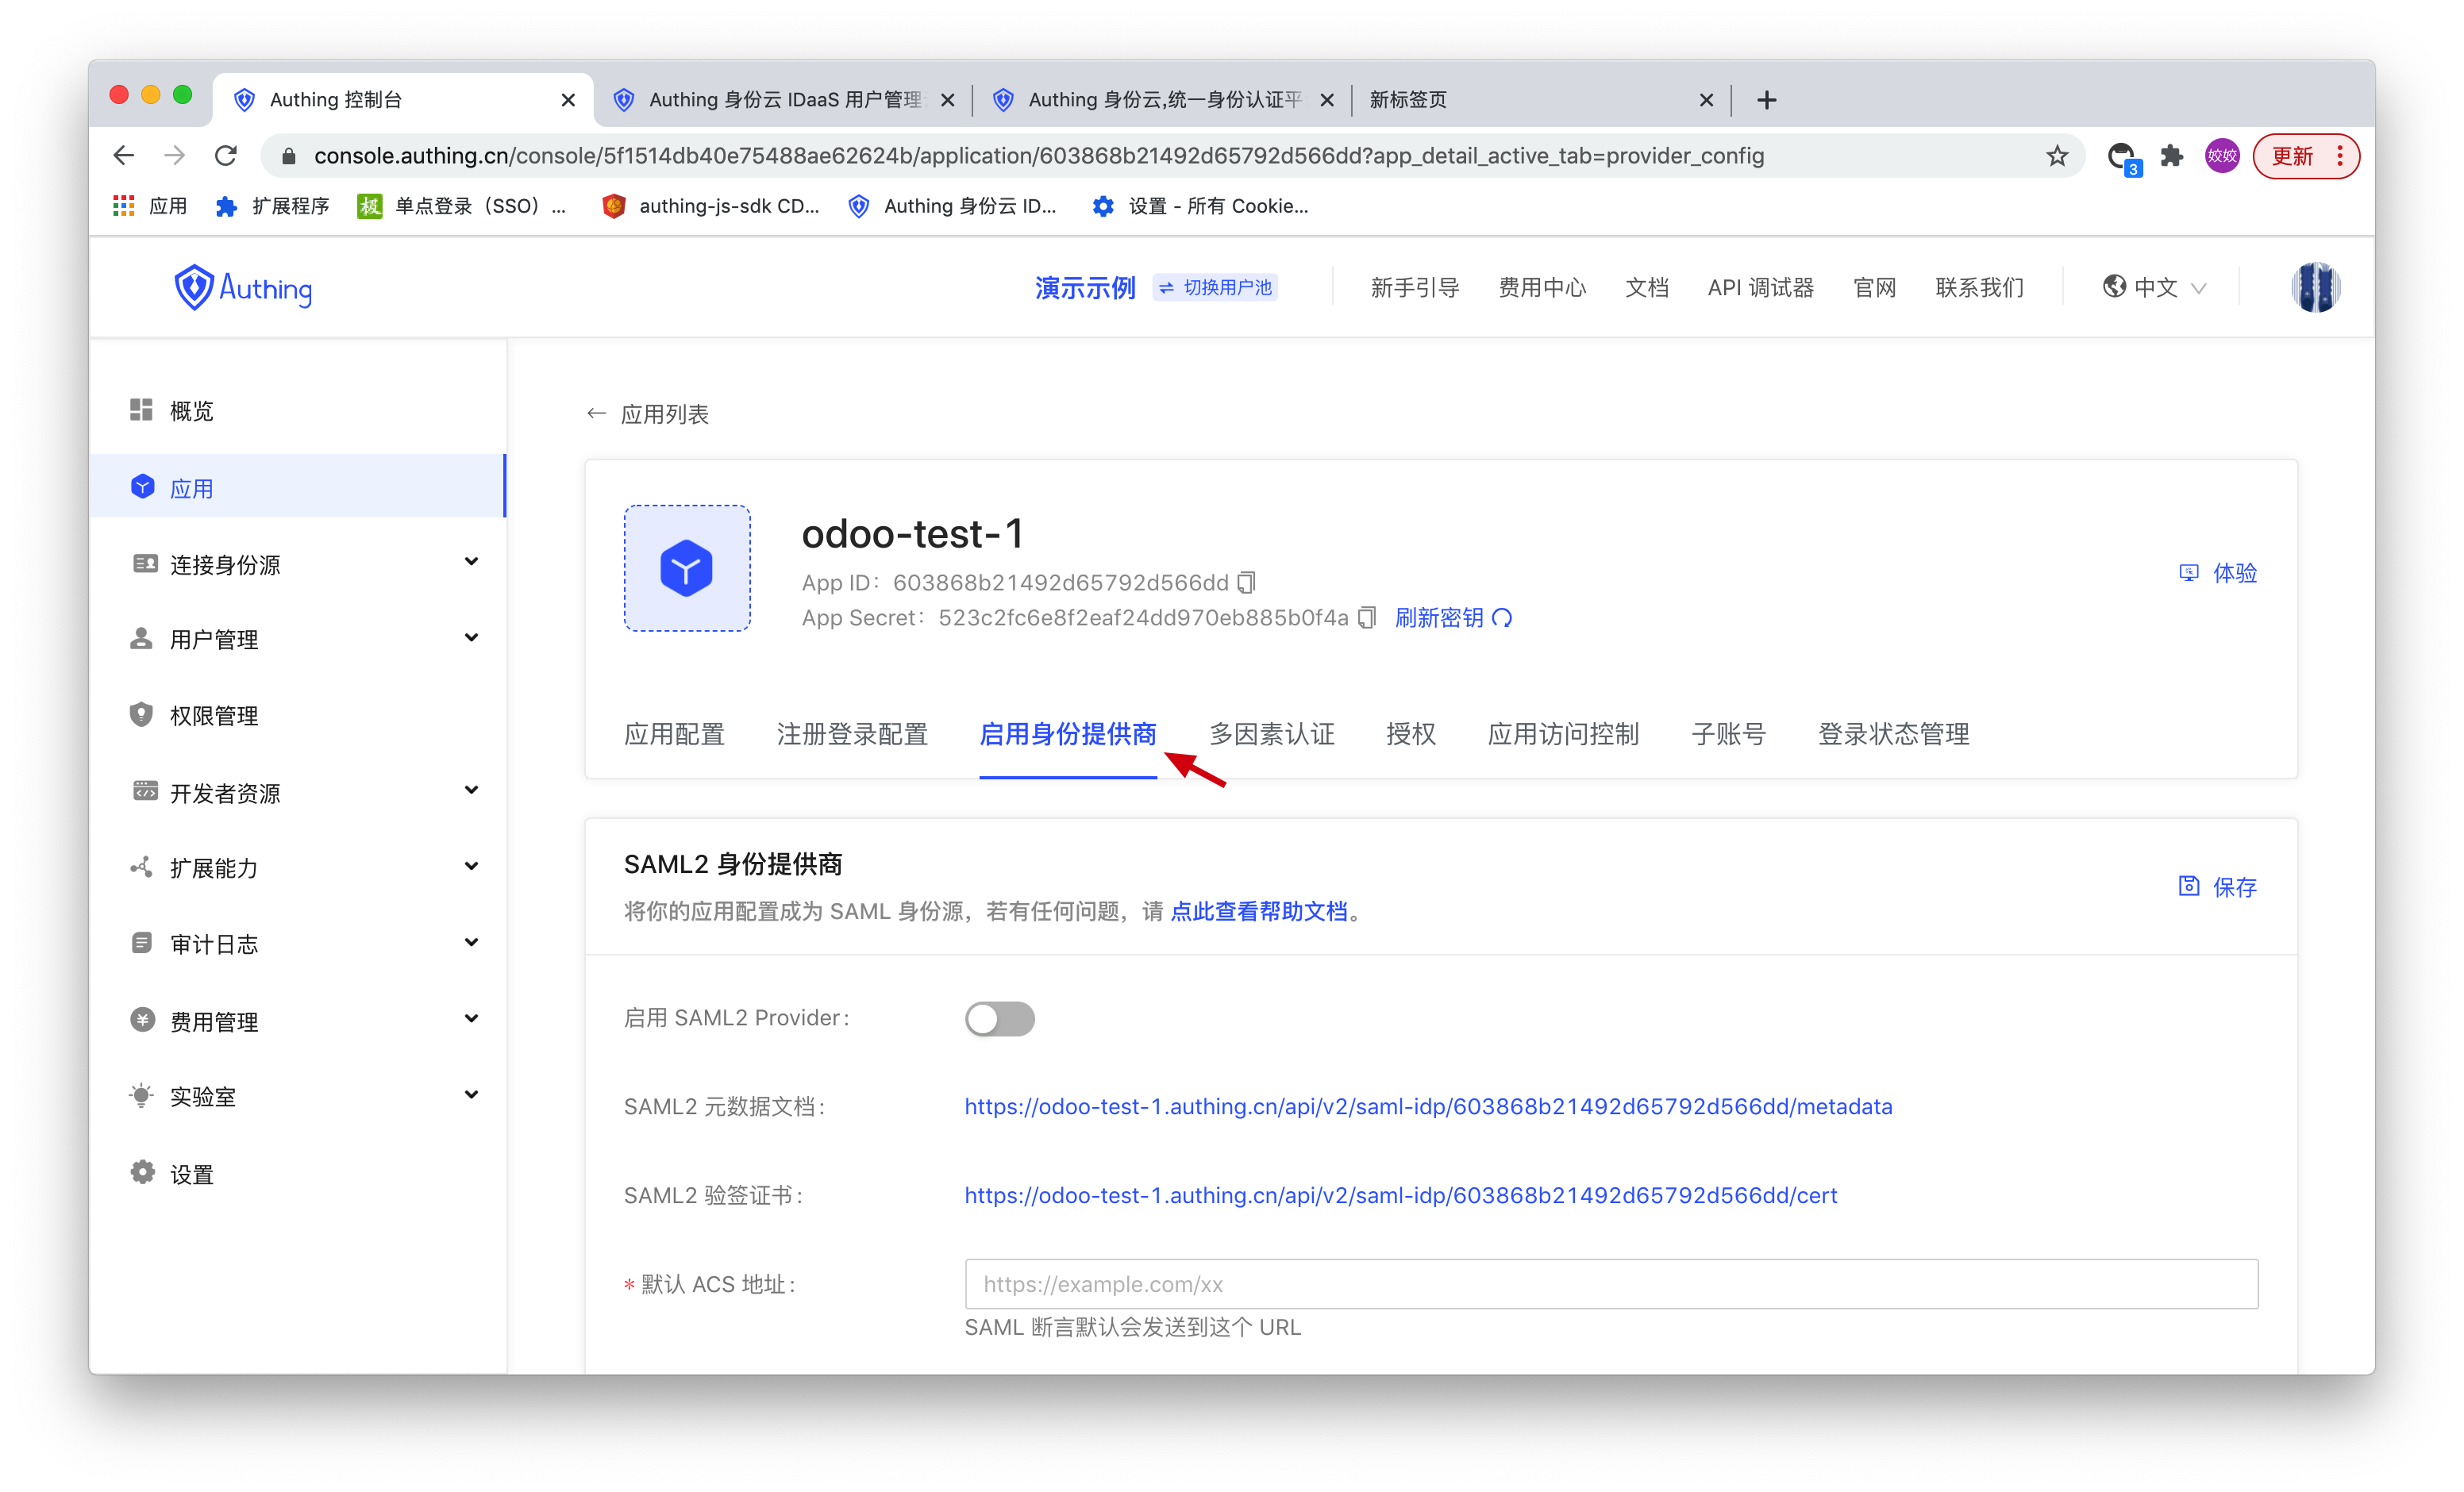 Authing 控制台
Authing 身份云 IDaaS 用户管理
Authing 身份云,统一身份认证平
新标签页
console.authing.cn/console/5f1514db40e75488ae62624b/application/603868b21492d65792d566dd?app_detail_active_tab=provider_config
3
姣姣
更新
应用
扩展程序
极
单点登录（SSO）...
authing-js-sdk CD...
Authing 身份云 ID...
设置 - 所有 Cookie...
Authing
演示示例
切换用户池
新手引导
费用中心
文档
API 调试器
官网
联系我们
中文
概览
应用
连接身份源
用户管理
权限管理
开发者资源
扩展能力
审计日志
费用管理
实验室
设置
← 应用列表
odoo-test-1
App ID： 603868b21492d65792d566dd
App Secret： 523c2fc6e8f2eaf24dd970eb885b0f4a 刷新密钥
体验
应用配置
注册登录配置
启用身份提供商
多因素认证
授权
应用访问控制
子账号
登录状态管理
SAML2 身份提供商
将你的应用配置成为 SAML 身份源，若有任何问题，请 点此查看帮助文档。
保存
启用 SAML2 Provider：
SAML2 元数据文档： https://odoo-test-1.authing.cn/api/v2/saml-idp/603868b21492d65792d566dd/metadata
SAML2 验签证书： https://odoo-test-1.authing.cn/api/v2/saml-idp/603868b21492d65792d566dd/cert
* 默认 ACS 地址： https://example.com/xx
SAML 断言默认会发送到这个 URL